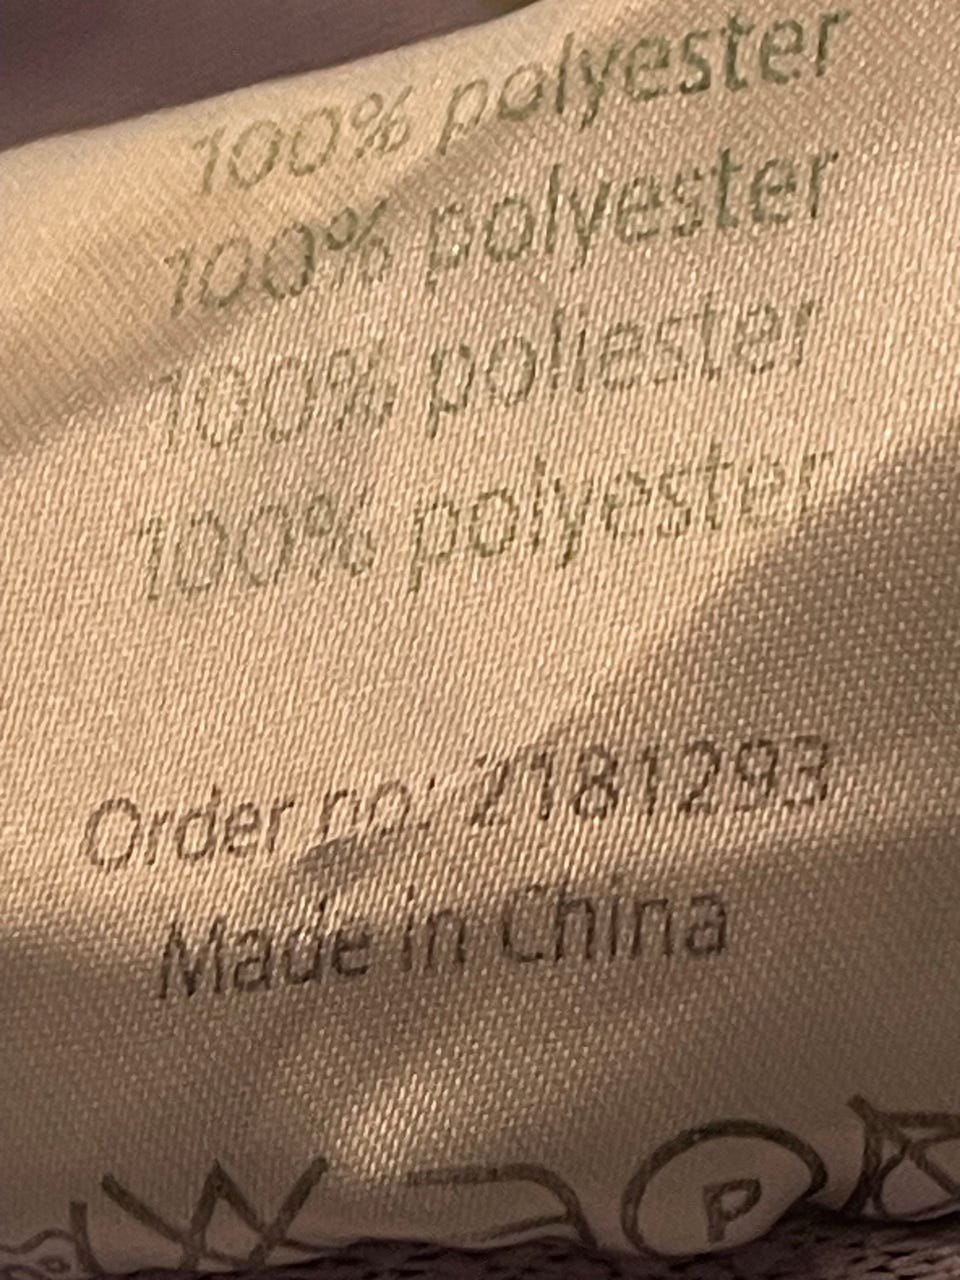 100% polyester
100% polyester
100% poliester
100% polyester
Order no: 2181293
Made in China
P